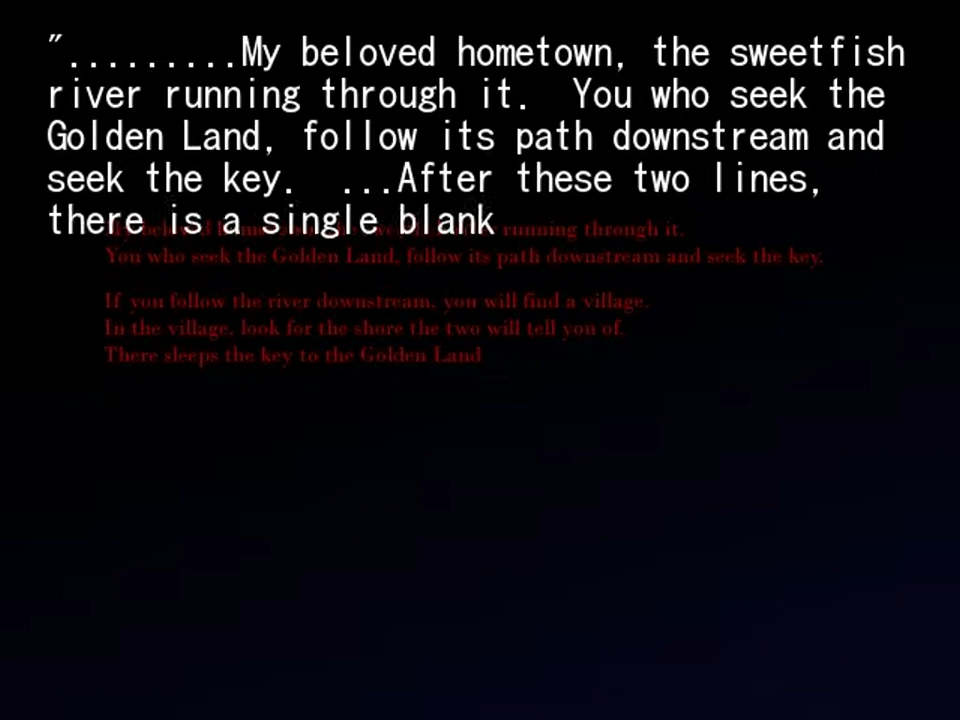 ".........My beloved hometown, the sweetfish
river running through it.  You who seek the
Golden Land, follow its path downstream and
seek the key.  ...After these two lines,
there is a single blank
My beloved running through it.
You who seek the Golden Land, follow its path downstream and seek the key.
If you follow the river downstream, you will find a village.
In the village, look for the shore the two will tell you of.
There sleeps the key to the Golden Land